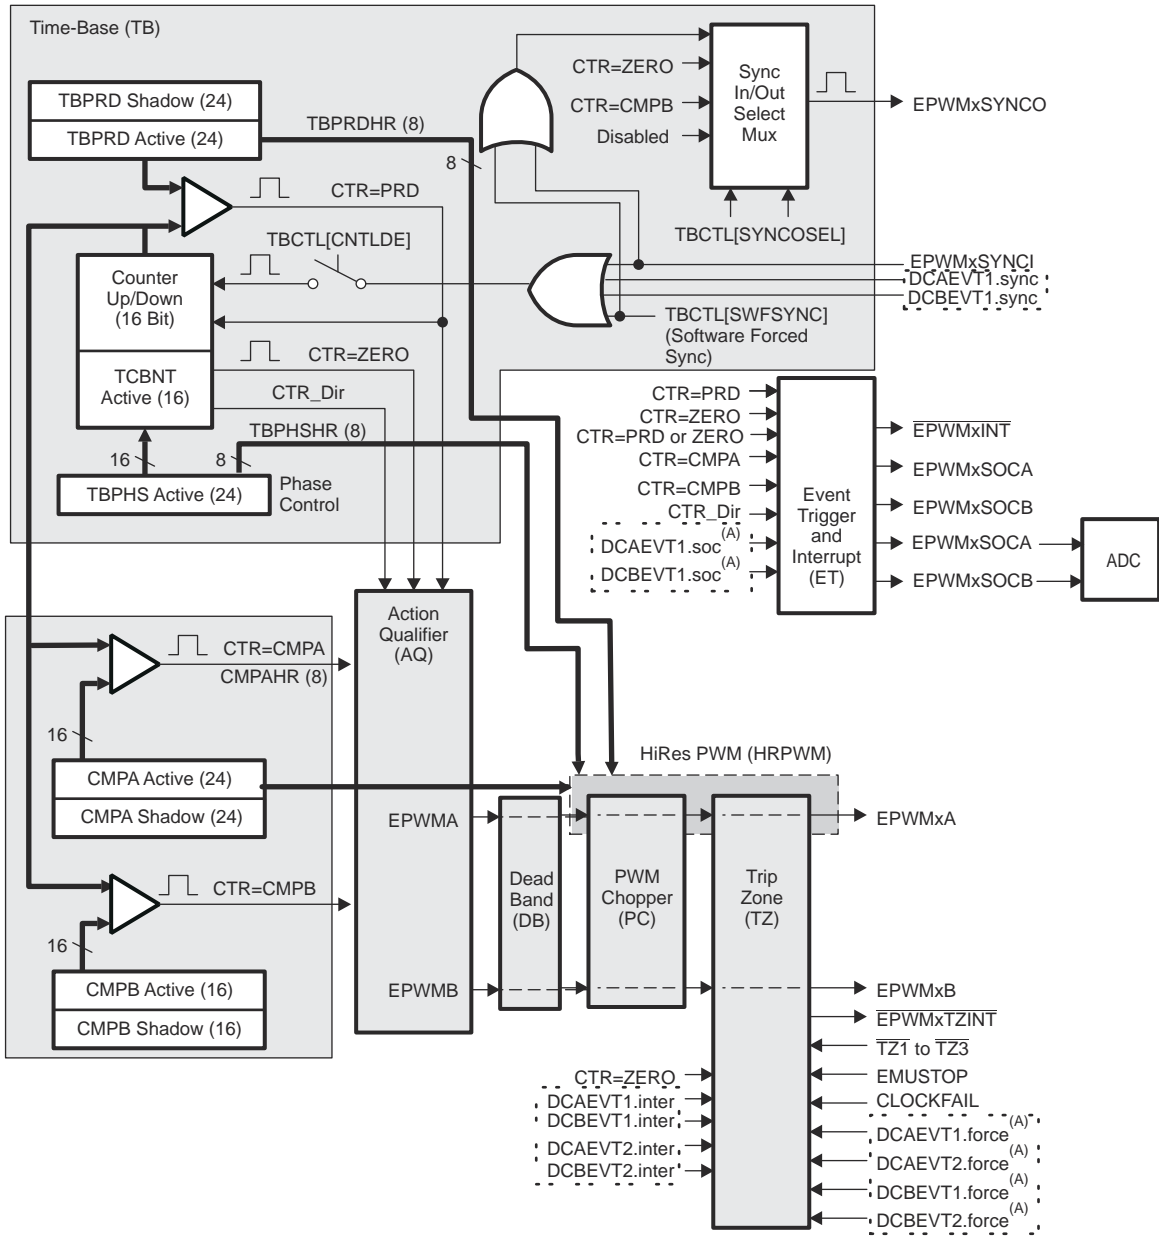 Time-Base (TB)
TBPRD Shadow (24)
TBPRD Active (24)
TBPRDHR (8)
8
CTR=PRD
TBCTL[CNTLDE]
Counter
Up/Down
(16 Bit)
TCBNT
Active (16)
CTR=ZERO
CTR_Dir
TBPHSHR (8)
16
8
TBPHS Active (24)
Phase
Control
CTR=ZERO
CTR=CMPB
Disabled
Sync
In/Out
Select
Mux
EPWMxSYNCO
TBCTL[SYNCOSEL]
EPWMxSYNCI
DCAEVT1.sync
DCBEVT1.sync
TBCTL[SWFSYNC]
(Software Forced
Sync)
CTR=PRD
CTR=ZERO
CTR=PRD or ZERO
CTR=CMPA
CTR=CMPB
CTR_Dir
DCAEVT1.soc(A)
DCBEVT1.soc(A)
Event
Trigger
and
Interrupt
(ET)
EPWMxINT
EPWMxSOCA
EPWMxSOCB
EPWMxSOCA
EPWMxSOCB
ADC
Action
Qualifier
(AQ)
CTR=CMPA
CMPAHR (8)
16
CMPA Active (24)
CMPA Shadow (24)
CTR=CMPB
16
CMPB Active (16)
CMPB Shadow (16)
EPWMA
EPWMB
HiRes PWM (HRPWM)
Dead
Band
(DB)
PWM
Chopper
(PC)
Trip
Zone
(TZ)
EPWMxA
EPWMxB
EPWMxTZINT
TZ1 to TZ3
EMUSTOP
CLOCKFAIL
DCAEVT1.force(A)
DCAEVT2.force(A)
DCBEVT1.force(A)
DCBEVT2.force(A)
CTR=ZERO
DCAEVT1.inter
DCBEVT1.inter
DCAEVT2.inter
DCBEVT2.inter